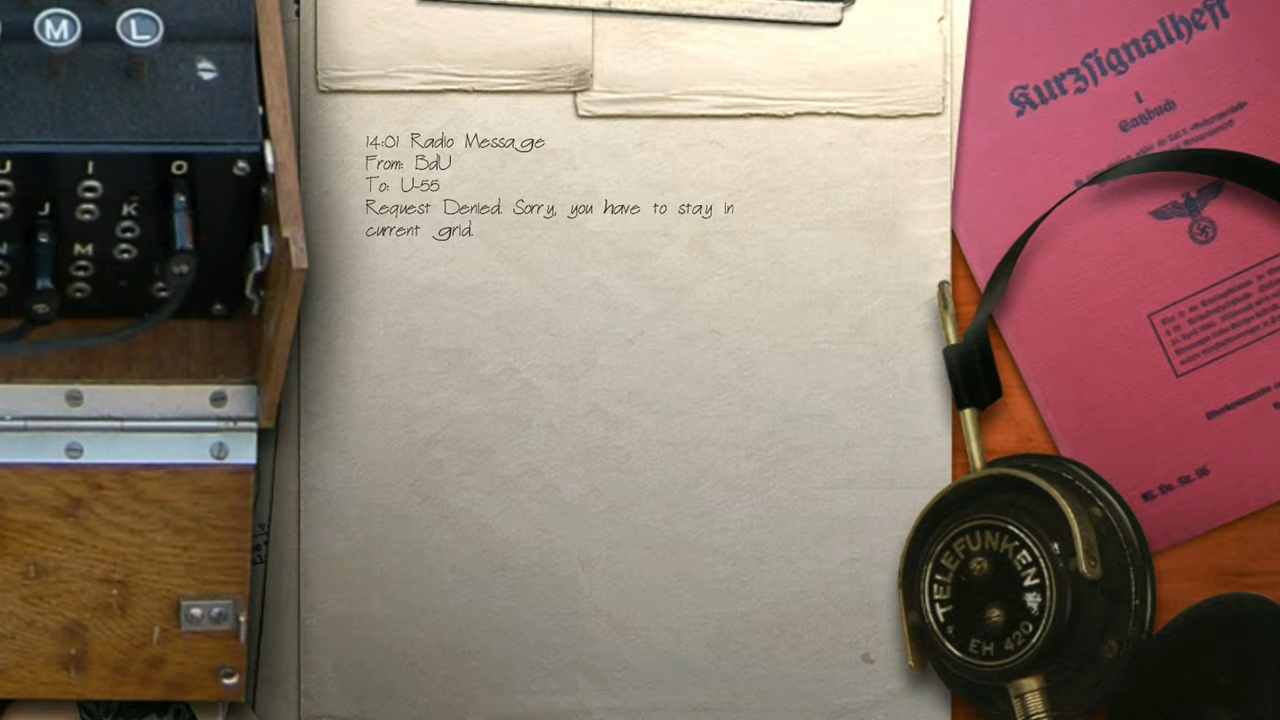 M L
U I O
J K
M
14:01 Radio Message
From: BdU
To: U-55
Request Denied. Sorry, you have to stay in
current grid.
Kurzsignalheft
I
Satzbuch
TELEFUNKEN
EH 420